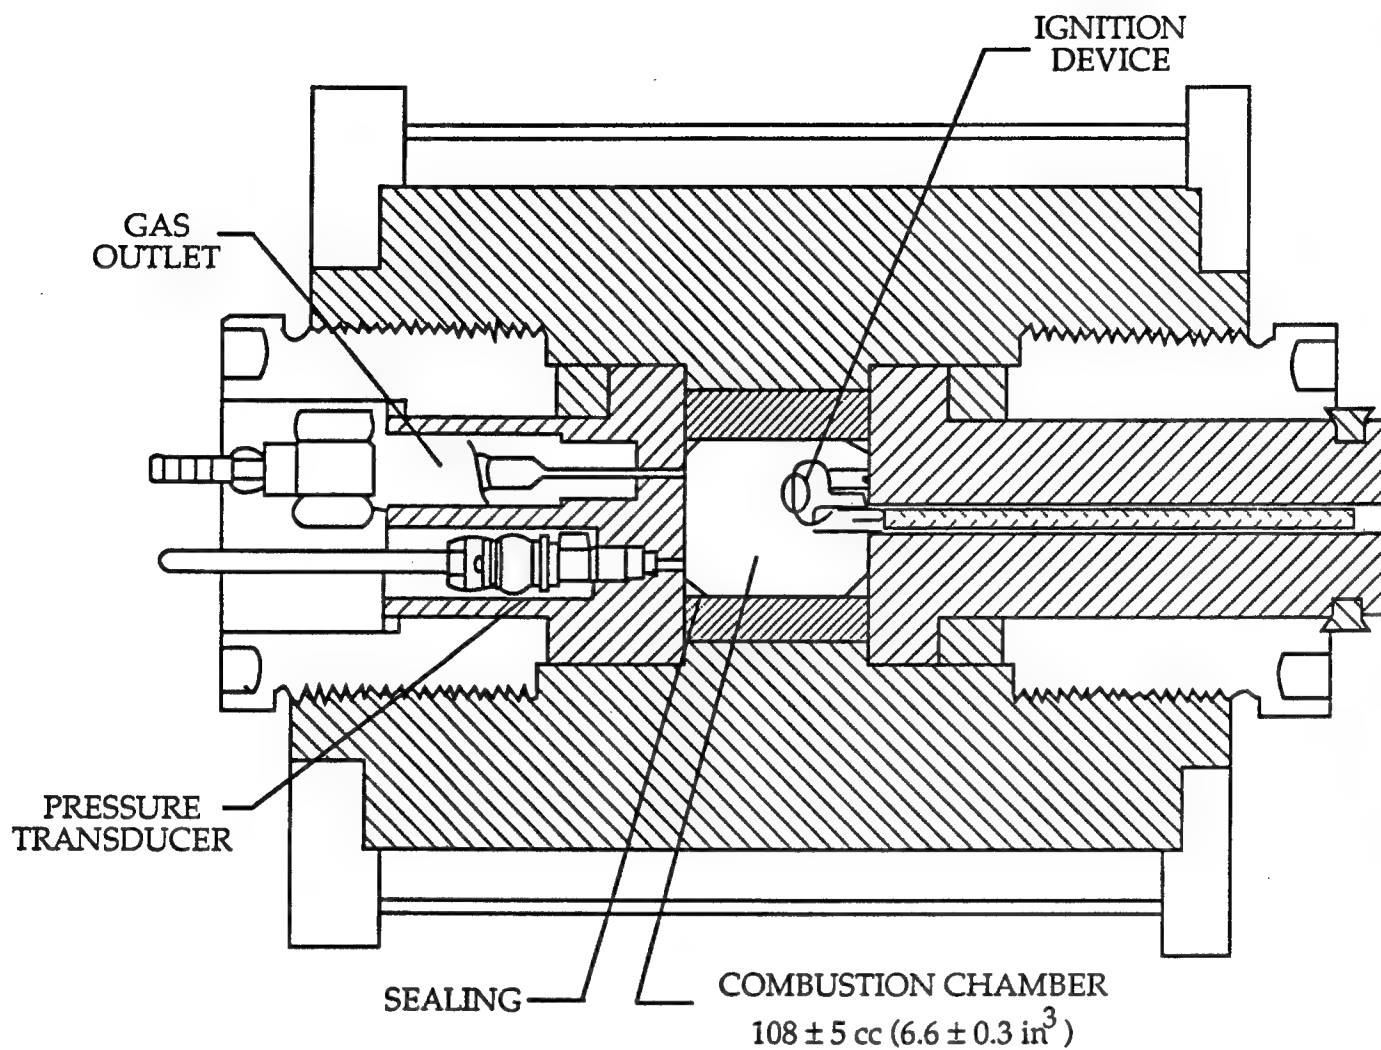 IGNITION
DEVICE
GAS
OUTLET
PRESSURE
TRANSDUCER
SEALING
COMBUSTION CHAMBER
108 ± 5 cc (6.6 ± 0.3 in³)